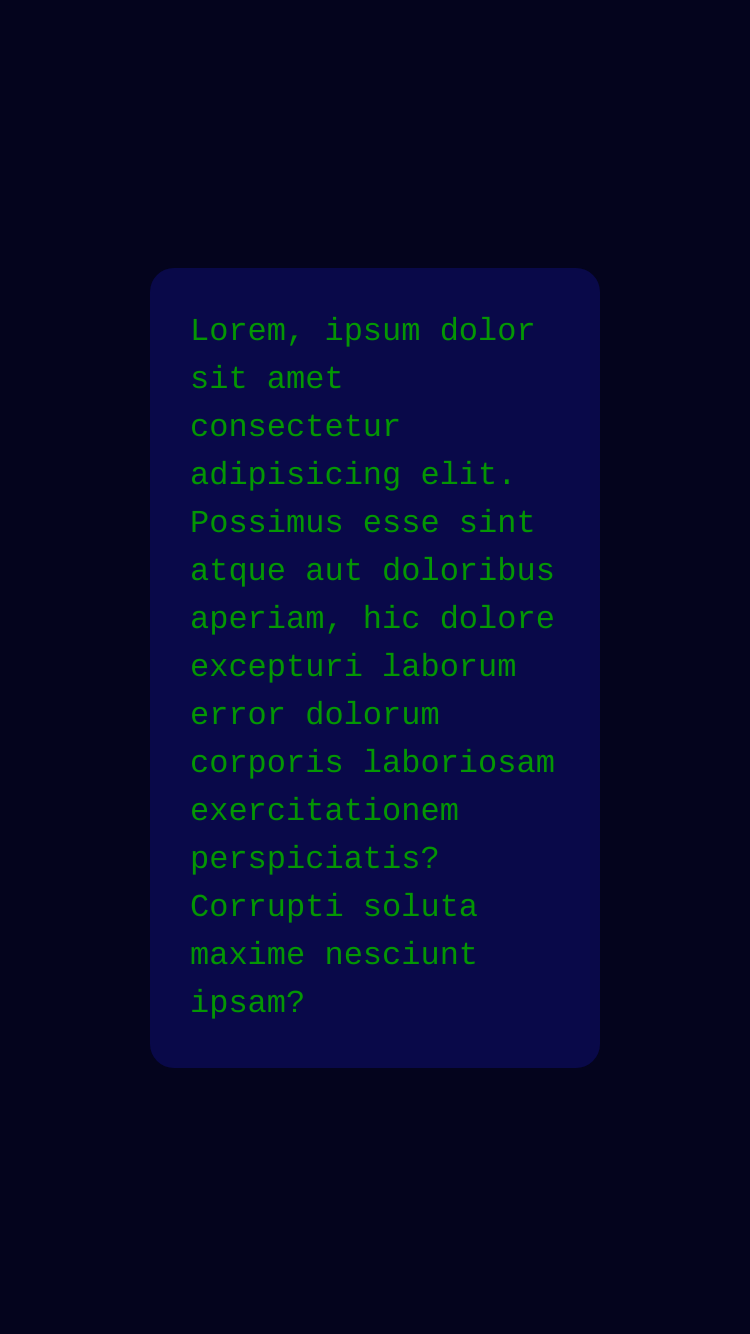 Lorem, ipsum dolor
sit amet
consectetur
adipisicing elit.
Possimus esse sint
atque aut doloribus
aperiam, hic dolore
excepturi laborum
error dolorum
corporis laboriosam
exercitationem
perspiciatis?
Corrupti soluta
maxime nesciunt
ipsam?